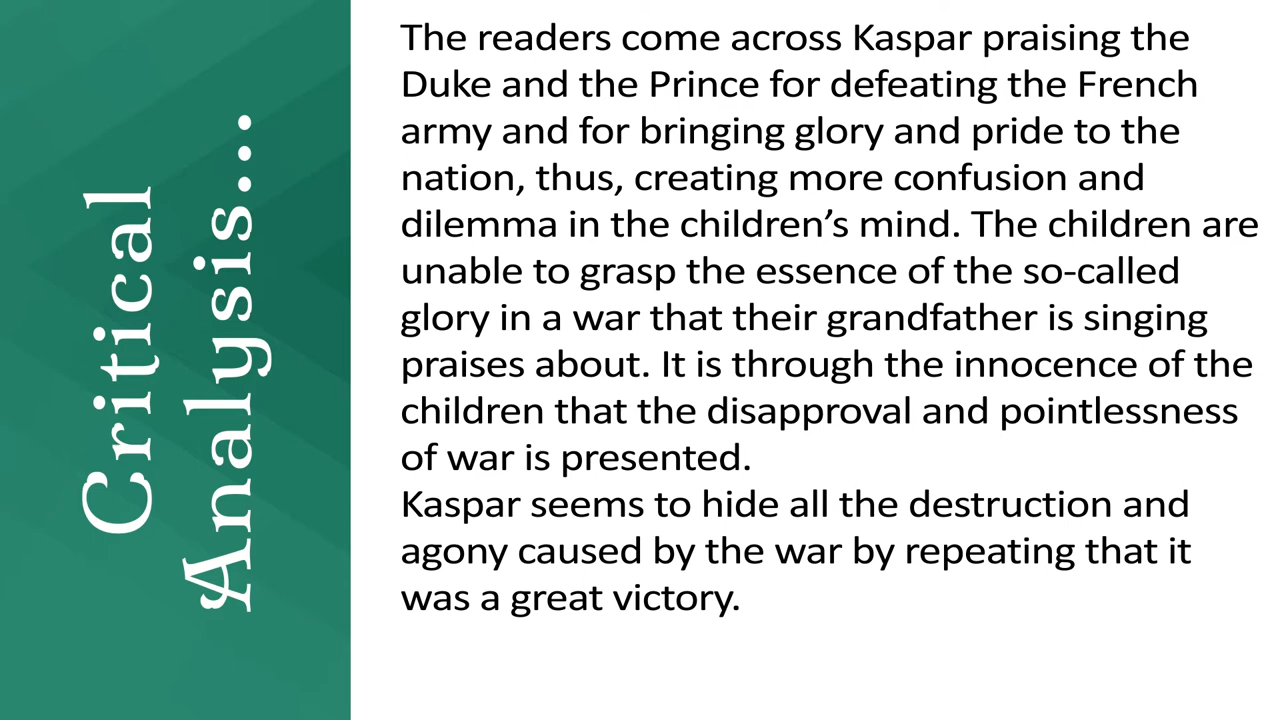 Critical
Analysis...
The readers come across Kaspar praising the
Duke and the Prince for defeating the French
army and for bringing glory and pride to the
nation, thus, creating more confusion and
dilemma in the children’s mind. The children are
unable to grasp the essence of the so-called
glory in a war that their grandfather is singing
praises about. It is through the innocence of the
children that the disapproval and pointlessness
of war is presented.
Kaspar seems to hide all the destruction and
agony caused by the war by repeating that it
was a great victory.